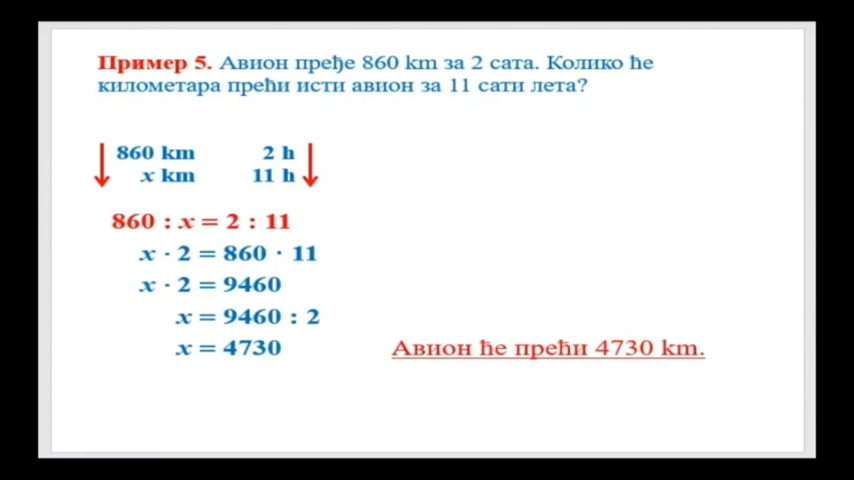 Пример 5. Авион пређе 860 km за 2 сата. Колико ће
километара прећи исти авион за 11 сати лета?
860 km 2 h
x km 11 h
860 : x = 2 : 11
x · 2 = 860 · 11
x · 2 = 9460
x = 9460 : 2
x = 4730 Авион ће прећи 4730 km.